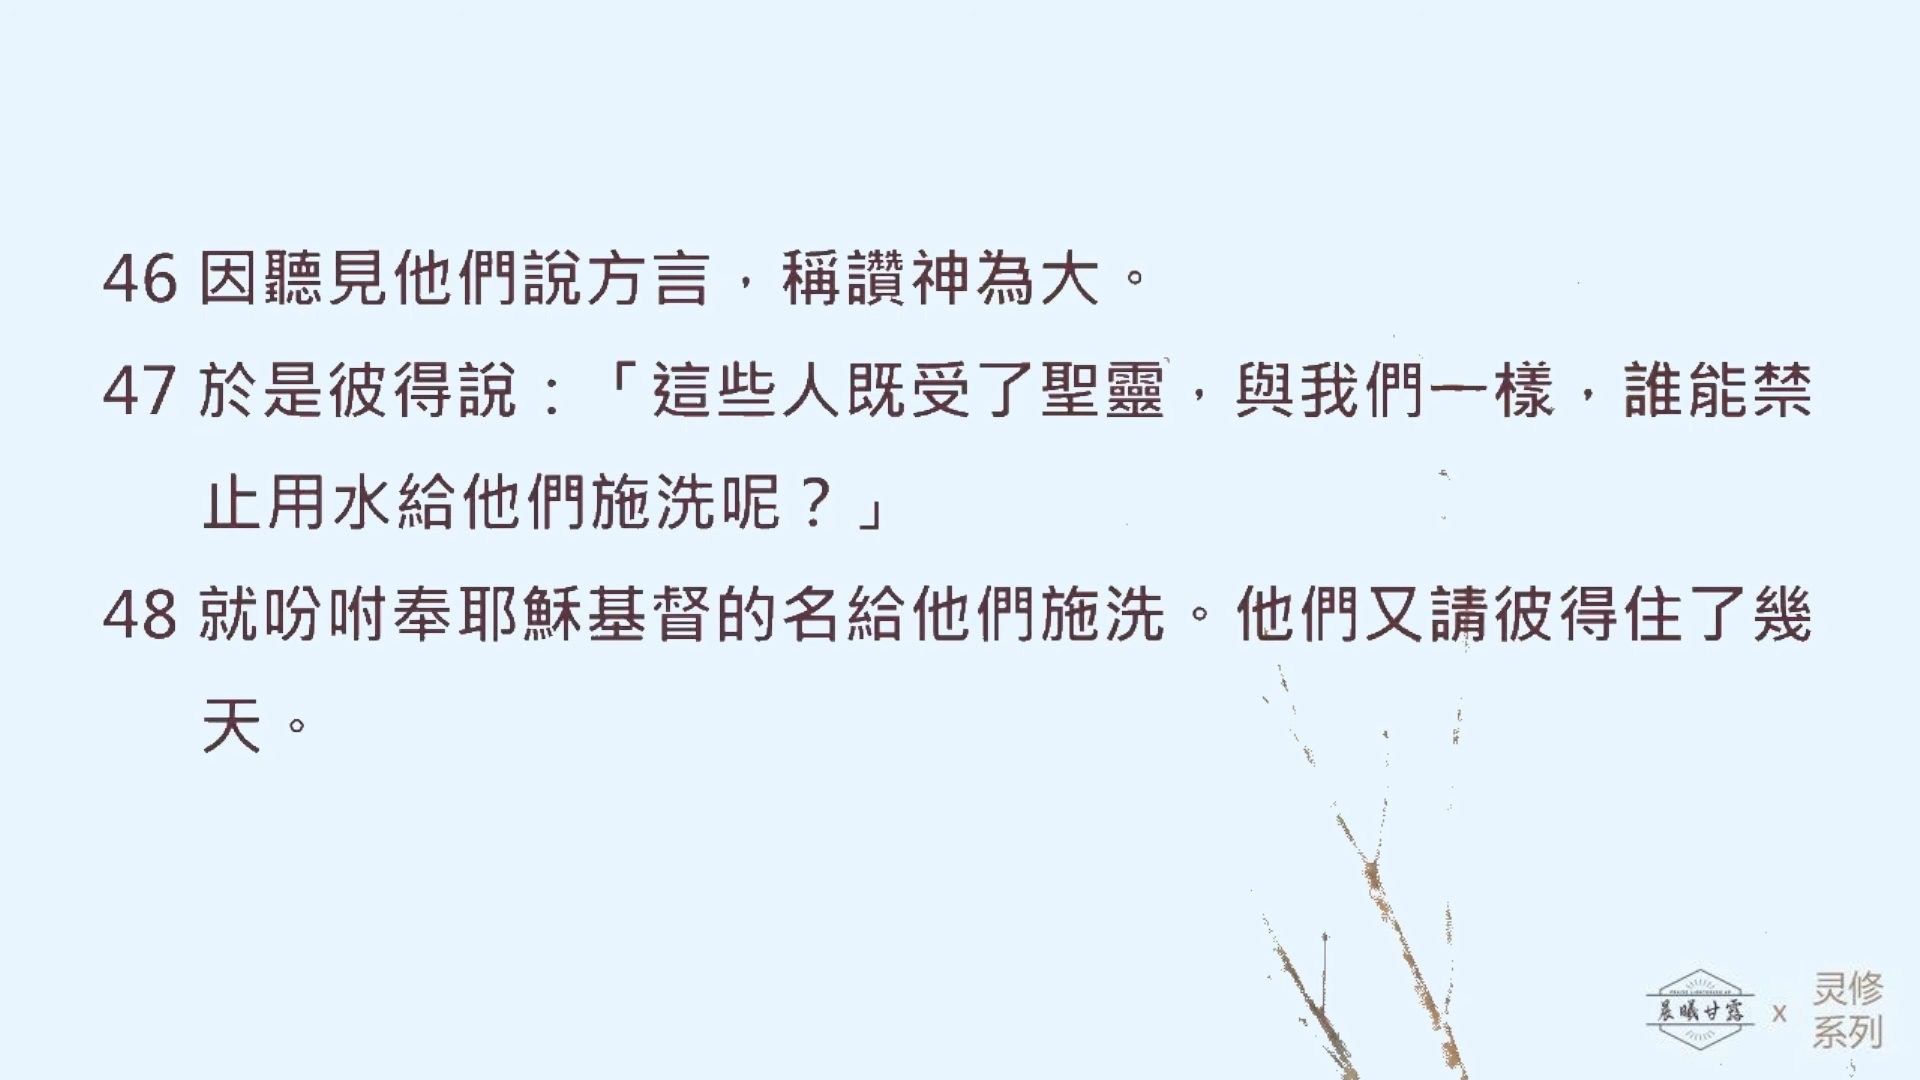 46 因聽見他們說方言，稱讚神為大。
47 於是彼得說：「這些人既受了聖靈，與我們一樣，誰能禁
止用水給他們施洗呢？」
48 就吩咐奉耶穌基督的名給他們施洗。他們又請彼得住了幾
天。
晨曦甘露 x 灵修
系列